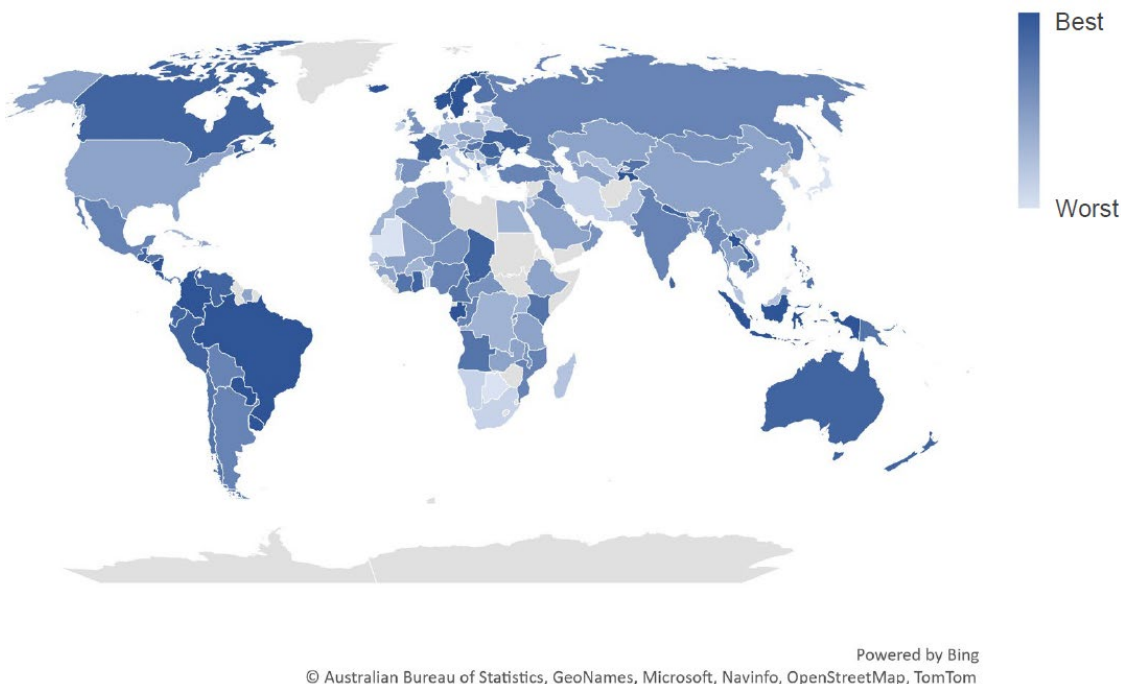 Best
Worst
Powered by Bing
© Australian Bureau of Statistics, GeoNames, Microsoft, Navinfo, OpenStreetMap, TomTom